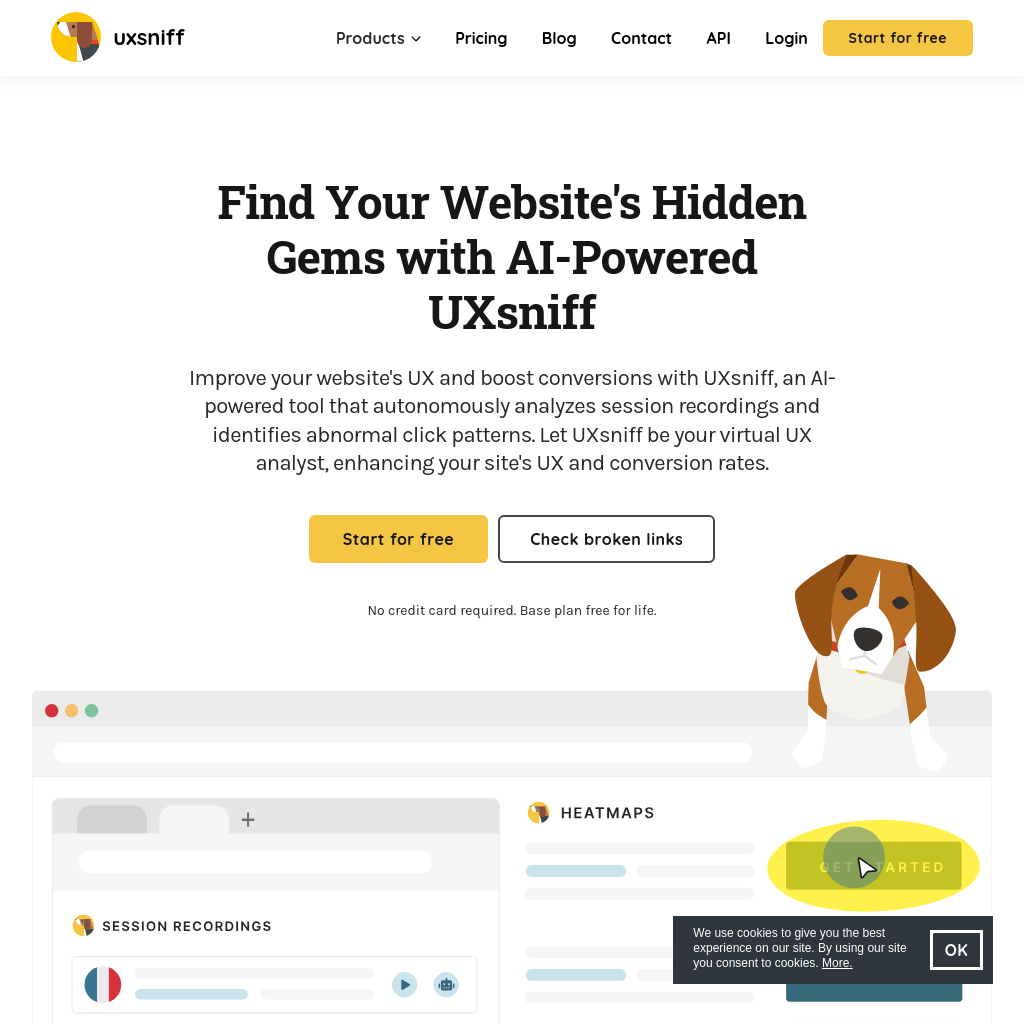 uxsniff
Products
Pricing
Blog
Contact
API
Login
Start for free
Find Your Website's Hidden
Gems with AI-Powered
UXsniff
Improve your website's UX and boost conversions with UXsniff, an AI-
powered tool that autonomously analyzes session recordings and
identifies abnormal click patterns. Let UXsniff be your virtual UX
analyst, enhancing your site's UX and conversion rates.
Start for free
Check broken links
No credit card required. Base plan free for life.
HEATMAPS
GET STARTED
SESSION RECORDINGS
We use cookies to give you the best
experience on our site. By using our site
you consent to cookies. More.
OK